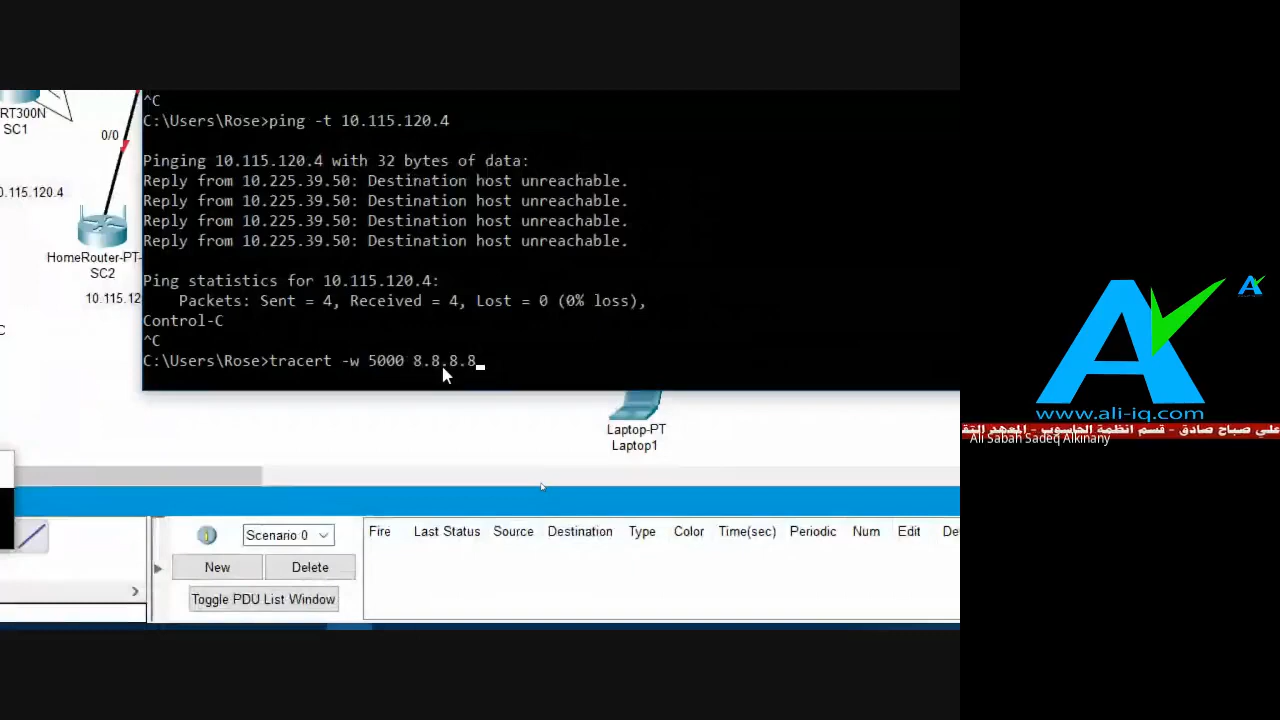 ^C
C:\Users\Rose>ping -t 10.115.120.4
Pinging 10.115.120.4 with 32 bytes of data:
Reply from 10.225.39.50: Destination host unreachable.
Reply from 10.225.39.50: Destination host unreachable.
Reply from 10.225.39.50: Destination host unreachable.
Reply from 10.225.39.50: Destination host unreachable.
Ping statistics for 10.115.120.4:
Packets: Sent = 4, Received = 4, Lost = 0 (0% loss),
Control-C
^C
C:\Users\Rose>tracert -w 5000 8.8.8.8
RT300N
SC1
0/0
0.115.120.4
HomeRouter-PT-
SC2
10.115.12
Laptop-PT
Laptop1
Scenario 0
New
Delete
Toggle PDU List Window
Fire Last Status Source Destination Type Color Time(sec) Periodic Num Edit De
www.ali-iq.com
علي صباح صادق - قسم انظمة الحاسوب - المعهد التق
Ali Sabah Sadeq Alkinany